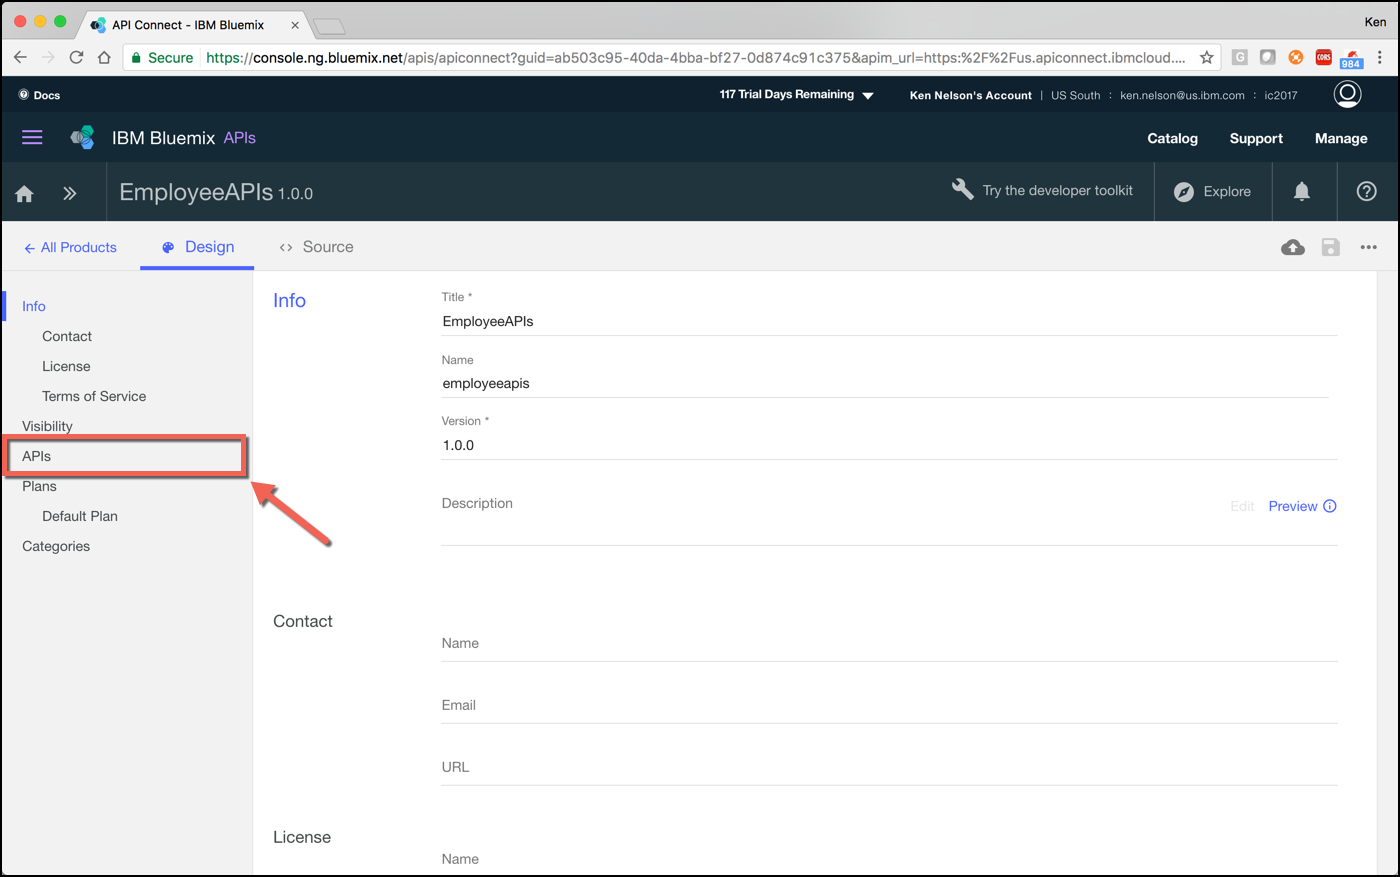 API Connect - IBM Bluemix
Ken
Secure https://console.ng.bluemix.net/apis/apiconnect?guid=ab503c95-40da-4bba-bf27-0d874c91c375&apim_url=https:%2F%2Fus.apiconnect.ibmcloud....
G
CORS
984
Docs
117 Trial Days Remaining
Ken Nelson's Account | US South : ken.nelson@us.ibm.com : ic2017
IBM Bluemix APIs
Catalog Support Manage
EmployeeAPIs 1.0.0
Try the developer toolkit
Explore
All Products
Design
Source
Info
Contact
License
Terms of Service
Visibility
APIs
Plans
Default Plan
Categories
Info
Title *
EmployeeAPIs
Name
employeeapis
Version *
1.0.0
Description
Edit Preview
Contact
Name
Email
URL
License
Name